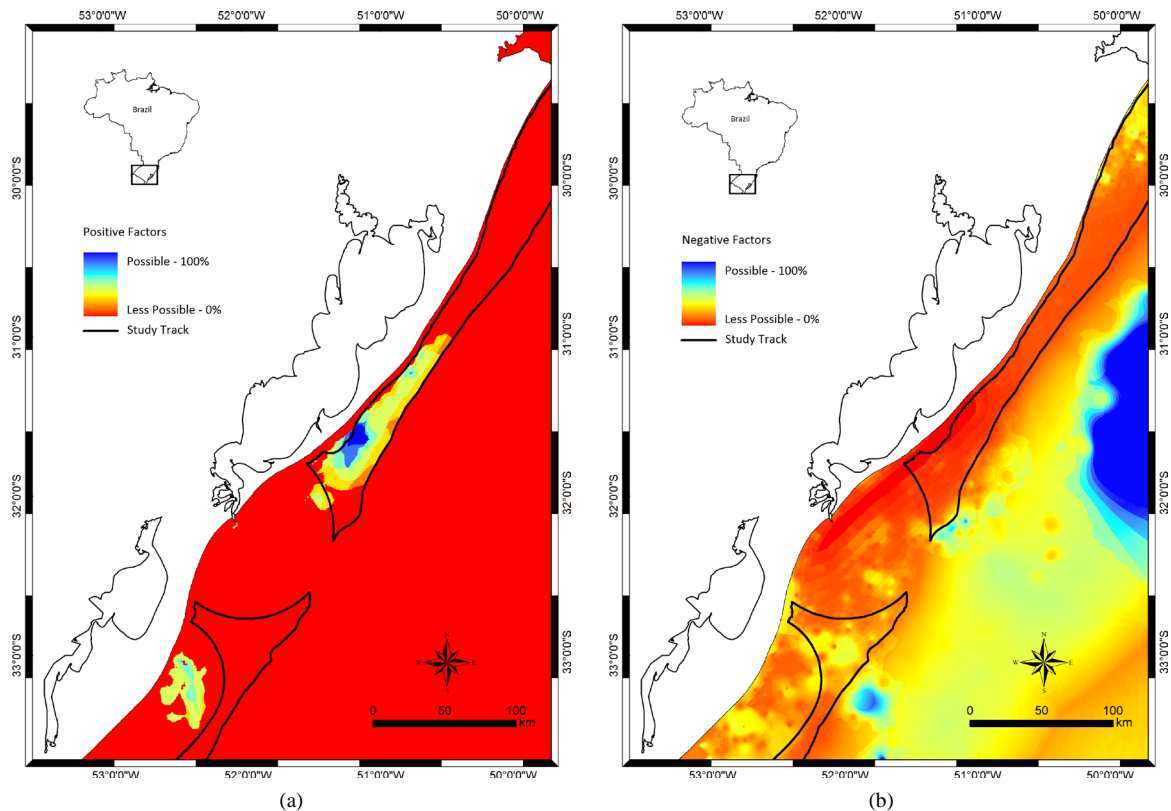 53°0'0"W 52°0'0"W 51°0'0"W 50°0'0"W
Brazil
Positive Factors
Possible - 100%
Less Possible - 0%
Study Track
30°0'0"S
31°0'0"S
32°0'0"S
33°0'0"S
30°0'0"S
31°0'0"S
32°0'0"S
33°0'0"S
N
W E
S
0 50 100
km
53°0'0"W 52°0'0"W 51°0'0"W 50°0'0"W
(a)
53°0'0"W 52°0'0"W 51°0'0"W 50°0'0"W
Brazil
Negative Factors
Possible - 100%
Less Possible - 0%
Study Track
30°0'0"S
31°0'0"S
32°0'0"S
33°0'0"S
30°0'0"S
31°0'0"S
32°0'0"S
33°0'0"S
N
W E
S
0 50 100
km
53°0'0"W 52°0'0"W 51°0'0"W 50°0'0"W
(b)